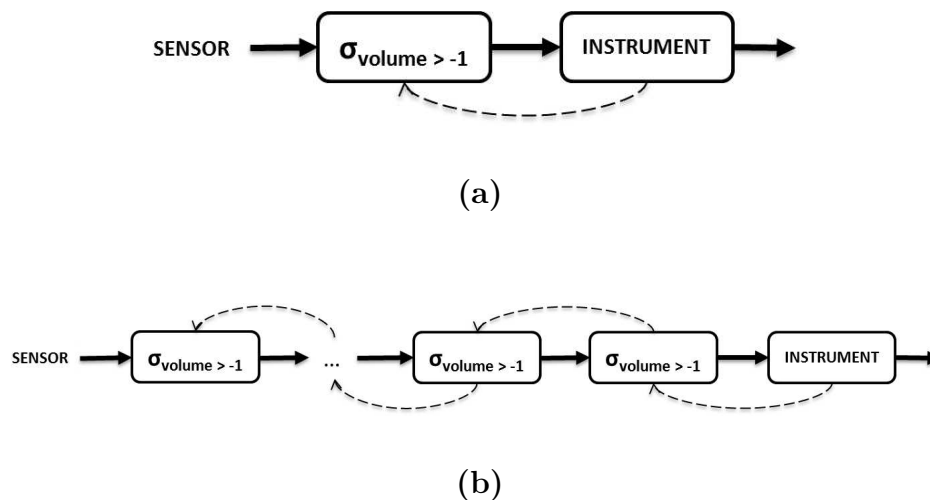 SENSOR σvolume > -1 INSTRUMENT
(a)
SENSOR σvolume > -1 ... σvolume > -1 σvolume > -1 INSTRUMENT
(b)